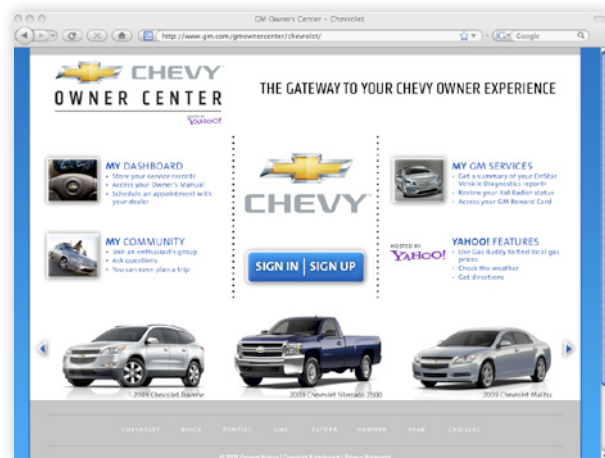 GM Owners Center – Chevrolet
http://www.gm.com/gmownercenter/chevrolet/
Google
CHEVY
OWNER CENTER
HOSTED BY
YAHOO!
THE GATEWAY TO YOUR CHEVY OWNER EXPERIENCE
MY DASHBOARD
Store your service records
Access your Owner's Manual
Schedule an appointment with
your dealer
MY COMMUNITY
Join an enthusiast's group
Ask questions
You can even plan a trip
CHEVY
SIGN IN | SIGN UP
MY GM SERVICES
Get a summary of your OnStar
Vehicle Diagnostics report
Review your XM Radio status
Access your GM Reward Card
HOSTED BY
YAHOO!
YAHOO! FEATURES
Use Gas Buddy to find local gas
prices
Check the weather
Get directions
2009 Chevrolet Traverse
2009 Chevrolet Silverado 2500
2009 Chevrolet Malibu
CHEVROLET BUICK PONTIAC GMC SATURN HUMMER SAAB CADILLAC